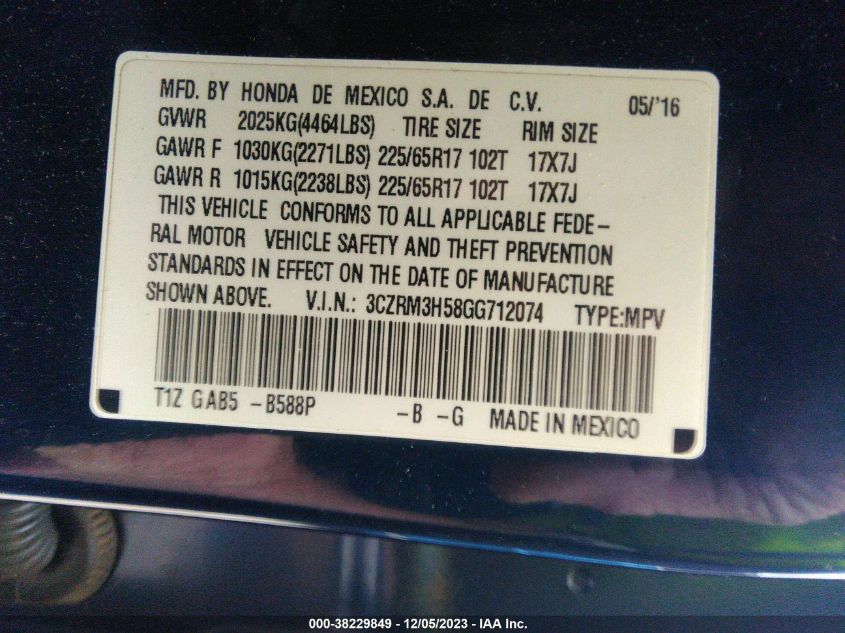 MFD. BY HONDA DE MEXICO S.A. DE C.V. 05/'16
GVWR 2025KG(4464LBS) TIRE SIZE RIM SIZE
GAWR F 1030KG(2271LBS) 225/65R17 102T 17X7J
GAWR R 1015KG(2238LBS) 225/65R17 102T 17X7J
THIS VEHICLE CONFORMS TO ALL APPLICABLE FEDE-
RAL MOTOR VEHICLE SAFETY AND THEFT PREVENTION
STANDARDS IN EFFECT ON THE DATE OF MANUFACTURE
SHOWN ABOVE. V.I.N.: 3CZRM3H58GG712074 TYPE:MPV
T1Z GAB5 -B588P -B -G MADE IN MEXICO
000-38229849 - 12/05/2023 - IAA Inc.